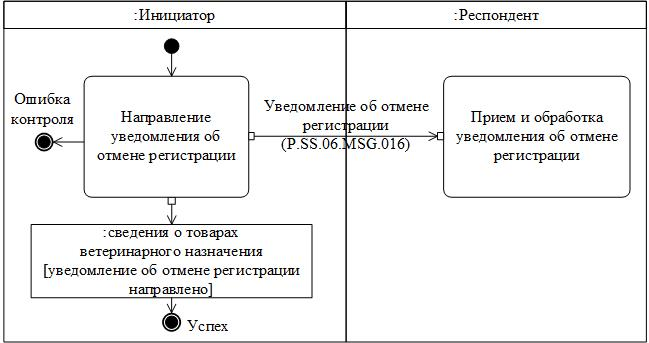 :Инициатор
:Респондент
Ошибка
контроля
Направление
уведомления об
отмене регистрации
Уведомление об отмене
регистрации
(P.SS.06.MSG.016)
Прием и обработка
уведомления об отмене
регистрации
:сведения о товарах
ветеринарного назначения
[уведомление об отмене регистрации
направлено]
Успех